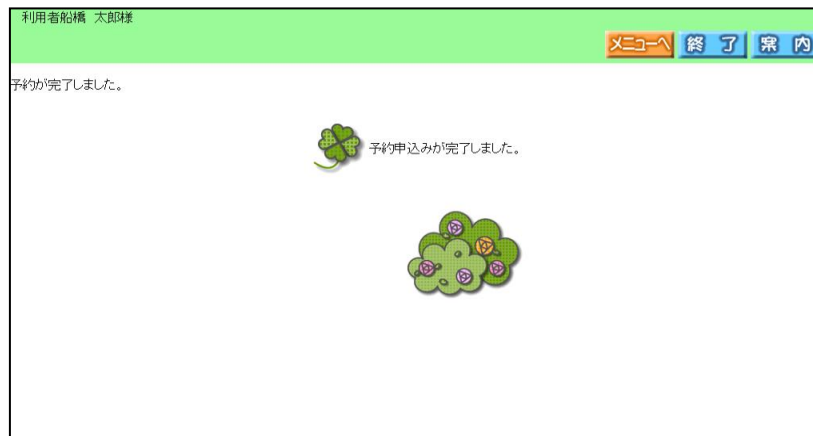 利用者船橋 太郎様
メニューへ 終 了 案 内
予約が完了しました。
予約申込みが完了しました。